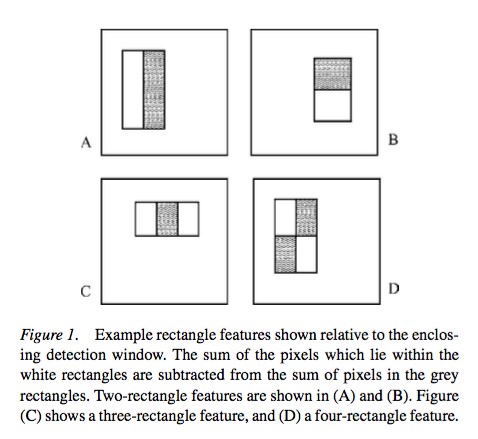 A
B
C
D
Figure 1. Example rectangle features shown relative to the enclos-
ing detection window. The sum of the pixels which lie within the
white rectangles are subtracted from the sum of pixels in the grey
rectangles. Two-rectangle features are shown in (A) and (B). Figure
(C) shows a three-rectangle feature, and (D) a four-rectangle feature.